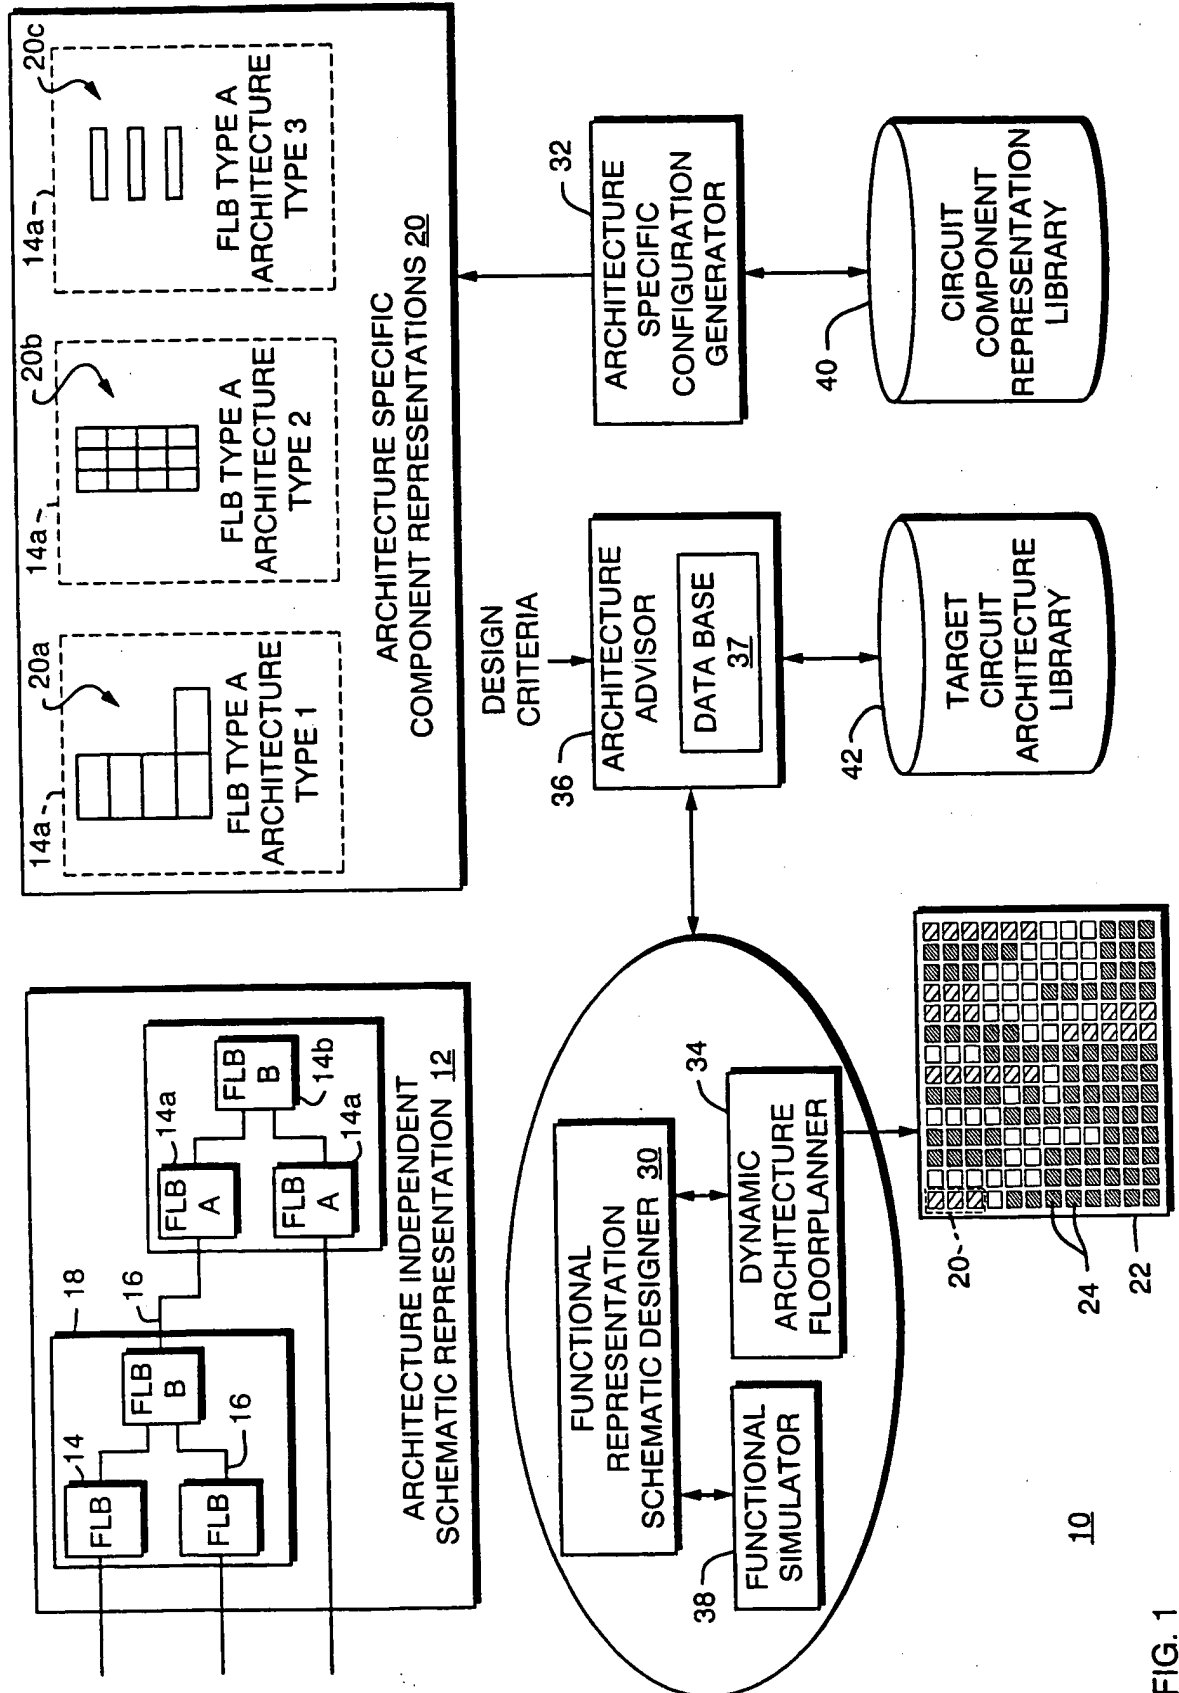 18
14
16
FLB
FLB
B
16
FLB
14a
FLB
A
FLB
B
14b
FLB
A
14a
ARCHITECTURE INDEPENDENT
SCHEMATIC REPRESENTATION 12
14a
20a
FLB TYPE A
ARCHITECTURE
TYPE 1
14a
20b
FLB TYPE A
ARCHITECTURE
TYPE 2
14a
20c
FLB TYPE A
ARCHITECTURE
TYPE 3
ARCHITECTURE SPECIFIC
COMPONENT REPRESENTATIONS 20
FUNCTIONAL
REPRESENTATION
SCHEMATIC DESIGNER 30
38
FUNCTIONAL
SIMULATOR
34
DYNAMIC
ARCHITECTURE
FLOORPLANNER
20
24
22
DESIGN
CRITERIA
36
ARCHITECTURE
ADVISOR
DATA BASE
37
42
TARGET
CIRCUIT
ARCHITECTURE
LIBRARY
32
ARCHITECTURE
SPECIFIC
CONFIGURATION
GENERATOR
40
CIRCUIT
COMPONENT
REPRESENTATION
LIBRARY
10
FIG. 1